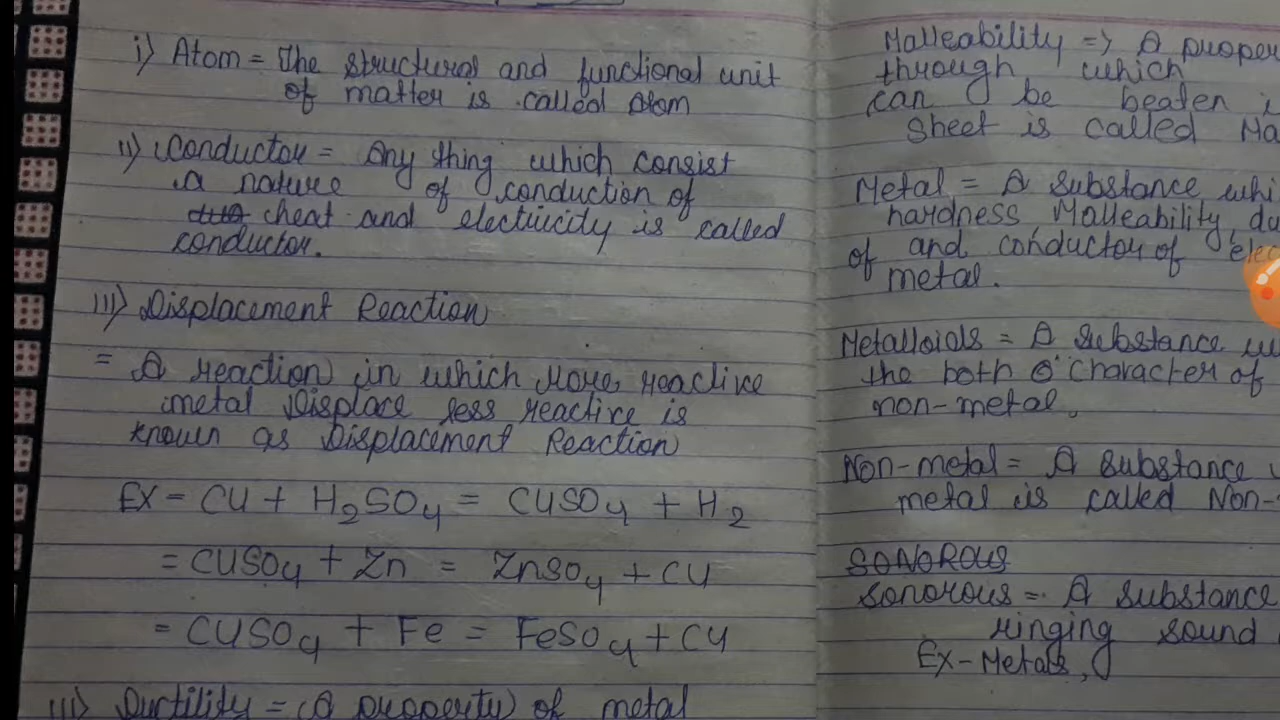 i) Atom = The structural and functional unit
of matter is called Atom
ii) Conductor = Any thing which consist
a nature of conduction of
heat and electricity is called
conductor.
iii) Displacement Reaction
= A reaction in which more reactive
metal Displace less reactive is
known as Displacement Reaction
Ex - CU + H₂SO₄ = CUSO₄ + H₂
= CUSO₄ + Zn = ZnSO₄ + CU
= CUSO₄ + Fe = FeSO₄ + CU
iii) Ductility = (A property) of metal
Malleability => A proper
through which
can be beaten i
Sheet is called Ma
Metal = A substance whi
hardness, Malleability, du
of and conductor of elec
metal.
Metalloids = A substance
the both character of
non-metal,
Non-metal = A substance
metal is called Non-
SONOROUS
Sonorous = A substance
ringing sound
Ex - Metals,